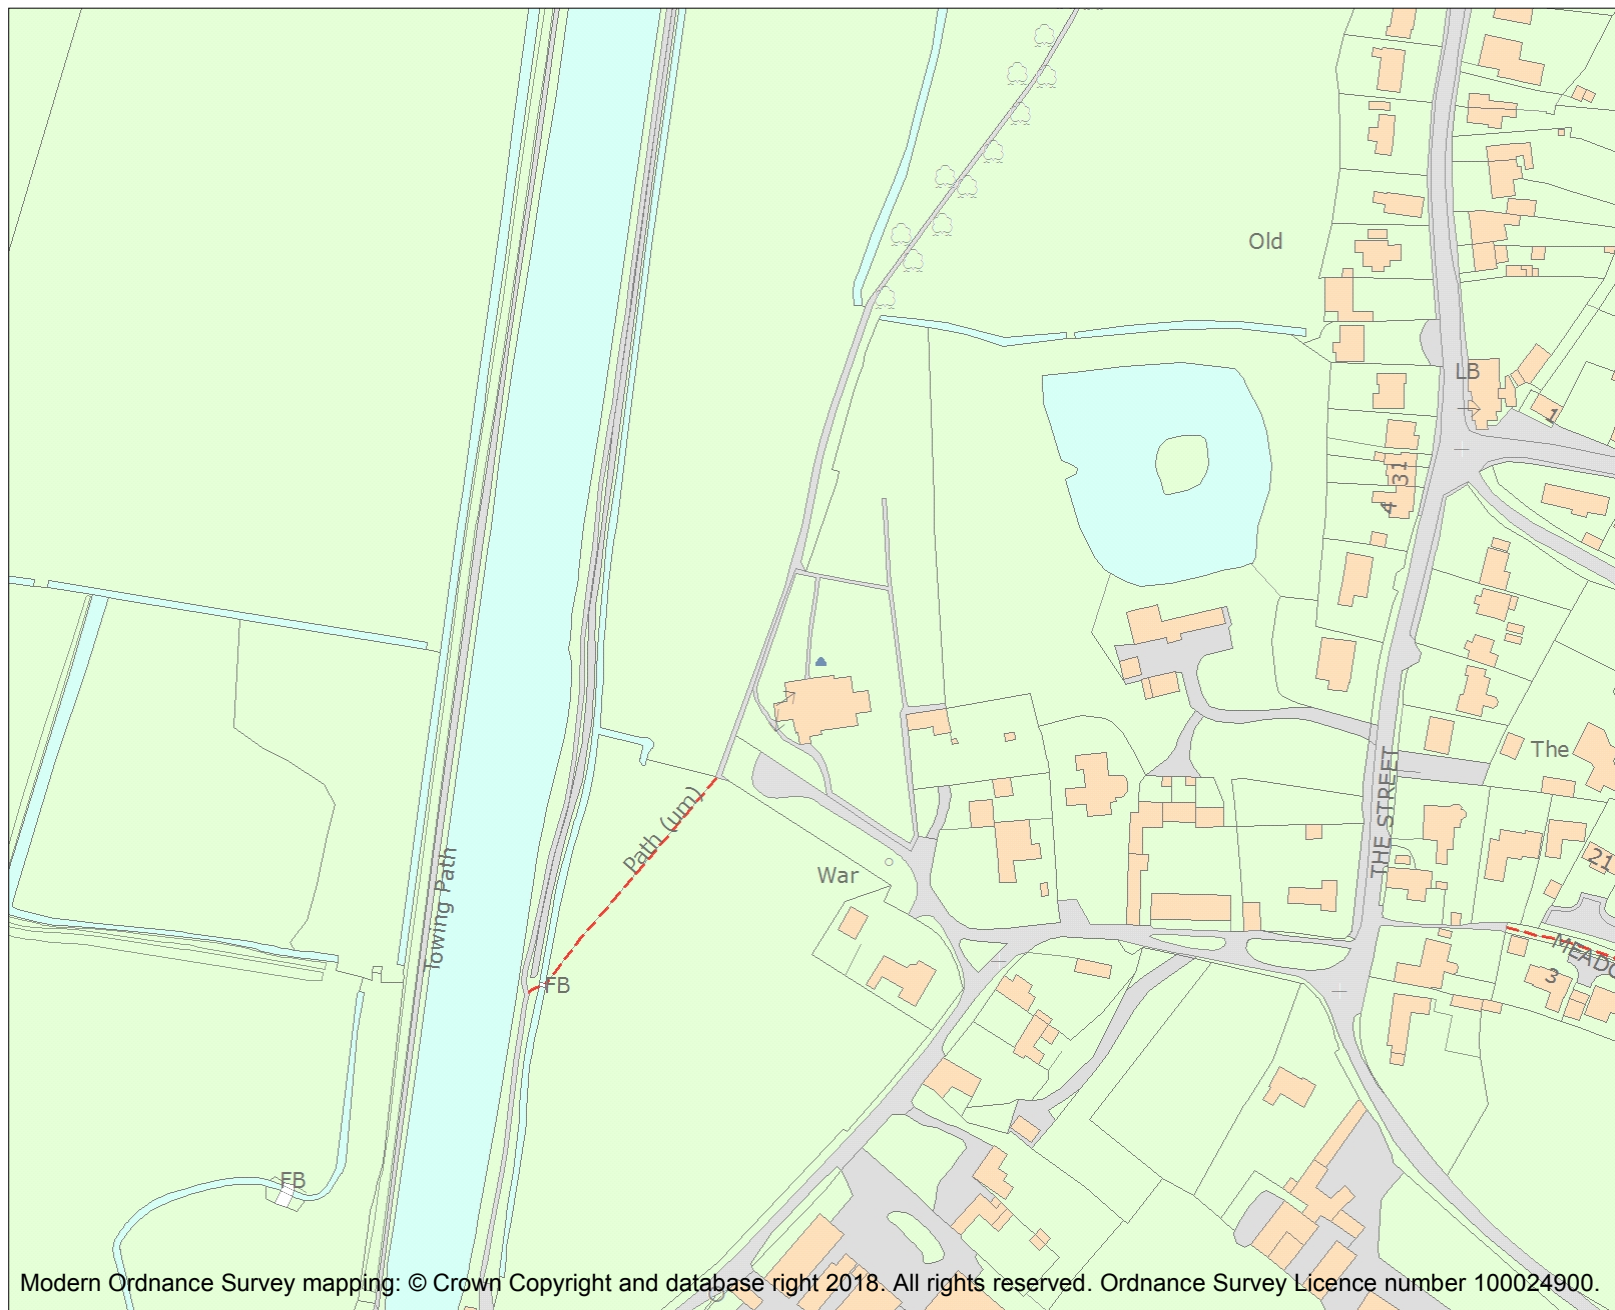 Old
LB
1
31
4
The
THE STREET
Path (um)
War
21
Towing Path
MEADO
3
FB
FB
Modern Ordnance Survey mapping: © Crown Copyright and database right 2018. All rights reserved. Ordnance Survey Licence number 100024900.